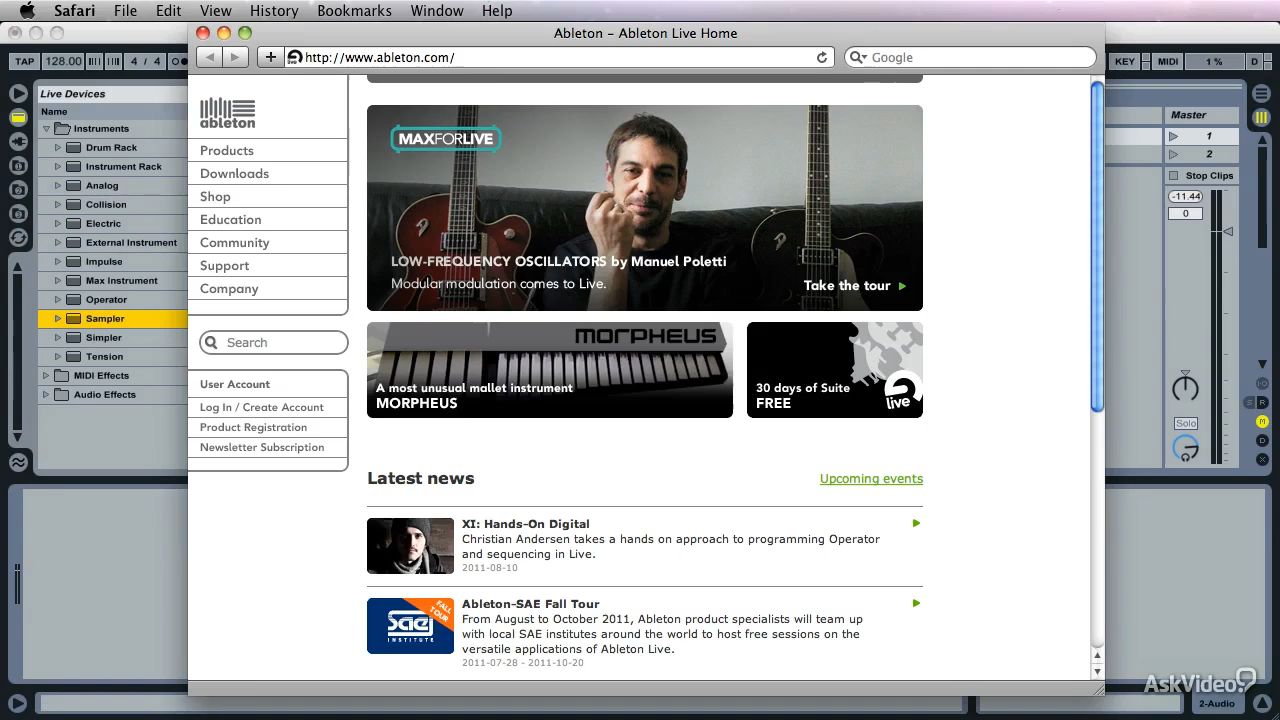 Safari File Edit View History Bookmarks Window Help
Ableton – Ableton Live Home
http://www.ableton.com/
Google
TAP 128.00 4 / 4
KEY MIDI 1 % D
Live Devices
Name
Instruments
Drum Rack
Instrument Rack
Analog
Collision
Electric
External Instrument
Impulse
Max Instrument
Operator
Sampler
Simpler
Tension
MIDI Effects
Audio Effects
ableton
Products
Downloads
Shop
Education
Community
Support
Company
Search
User Account
Log In / Create Account
Product Registration
Newsletter Subscription
MAXFORLIVE
LOW-FREQUENCY OSCILLATORS by Manuel Poletti
Modular modulation comes to Live.
Take the tour
MORPHEUS
A most unusual mallet instrument
MORPHEUS
30 days of Suite
FREE
live
Latest news
Upcoming events
XI: Hands-On Digital
Christian Andersen takes a hands on approach to programming Operator
and sequencing in Live.
2011-08-10
FALL
TOUR
sae
INSTITUTE
Ableton-SAE Fall Tour
From August to October 2011, Ableton product specialists will team up
with local SAE institutes around the world to host free sessions on the
versatile applications of Ableton Live.
2011-07-28 - 2011-10-20
Master
1
2
Stop Clips
-11.44
0
Solo
R
M
D
X
AskVideo
2-Audio